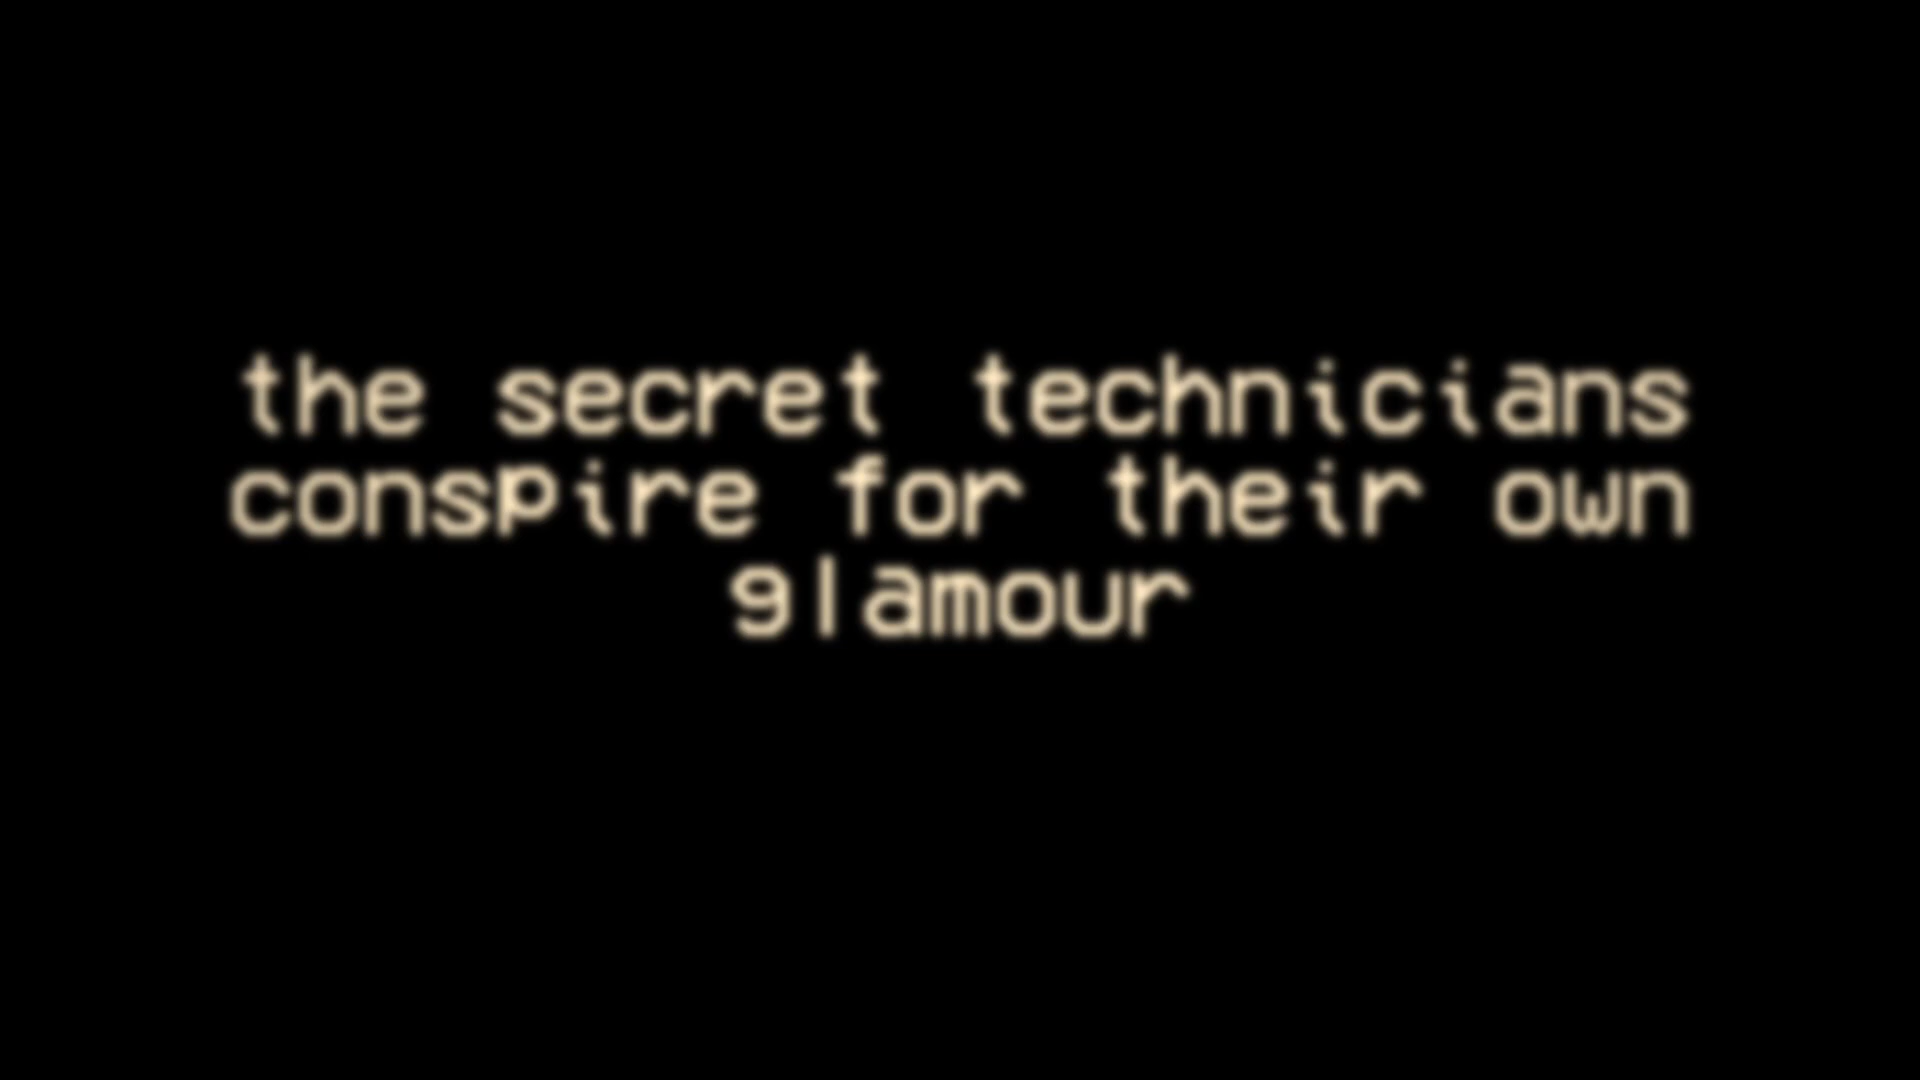 the secret technicians
conspire for their own
glamour